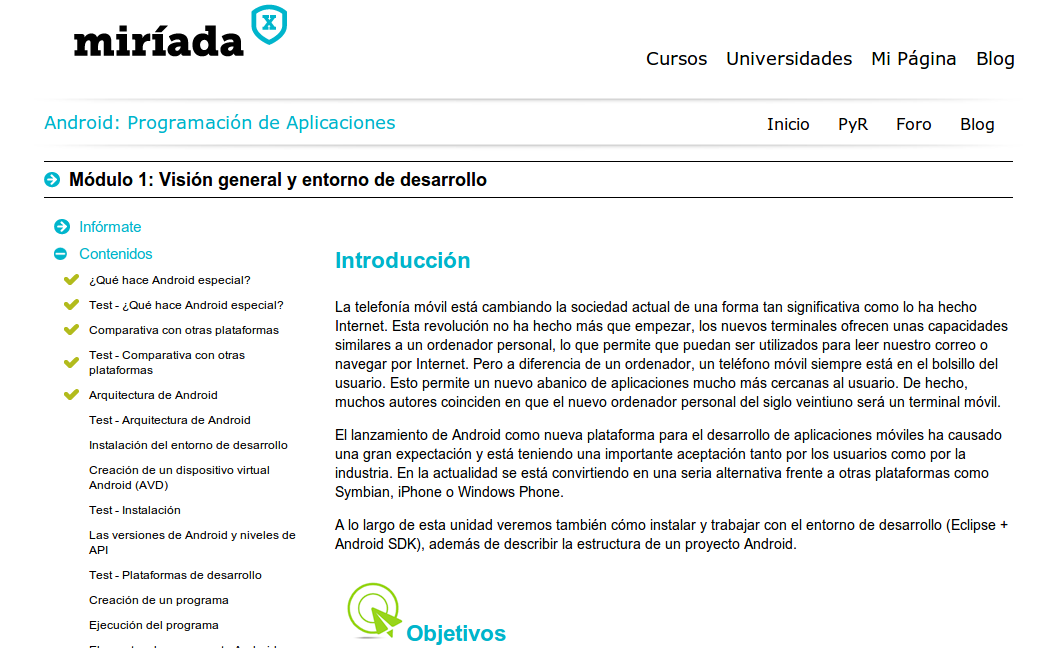 miríada X
Cursos Universidades Mi Página Blog
Android: Programación de Aplicaciones
Inicio PyR Foro Blog
Módulo 1: Visión general y entorno de desarrollo
Infórmate
Contenidos
¿Qué hace Android especial?
Test - ¿Qué hace Android especial?
Comparativa con otras plataformas
Test - Comparativa con otras
plataformas
Arquitectura de Android
Test - Arquitectura de Android
Instalación del entorno de desarrollo
Creación de un dispositivo virtual
Android (AVD)
Test - Instalación
Las versiones de Android y niveles de
API
Test - Plataformas de desarrollo
Creación de un programa
Ejecución del programa
Introducción
La telefonía móvil está cambiando la sociedad actual de una forma tan significativa como lo ha hecho
Internet. Esta revolución no ha hecho más que empezar, los nuevos terminales ofrecen unas capacidades
similares a un ordenador personal, lo que permite que puedan ser utilizados para leer nuestro correo o
navegar por Internet. Pero a diferencia de un ordenador, un teléfono móvil siempre está en el bolsillo del
usuario. Esto permite un nuevo abanico de aplicaciones mucho más cercanas al usuario. De hecho,
muchos autores coinciden en que el nuevo ordenador personal del siglo veintiuno será un terminal móvil.
El lanzamiento de Android como nueva plataforma para el desarrollo de aplicaciones móviles ha causado
una gran expectación y está teniendo una importante aceptación tanto por los usuarios como por la
industria. En la actualidad se está convirtiendo en una seria alternativa frente a otras plataformas como
Symbian, iPhone o Windows Phone.
A lo largo de esta unidad veremos también cómo instalar y trabajar con el entorno de desarrollo (Eclipse +
Android SDK), además de describir la estructura de un proyecto Android.
Objetivos